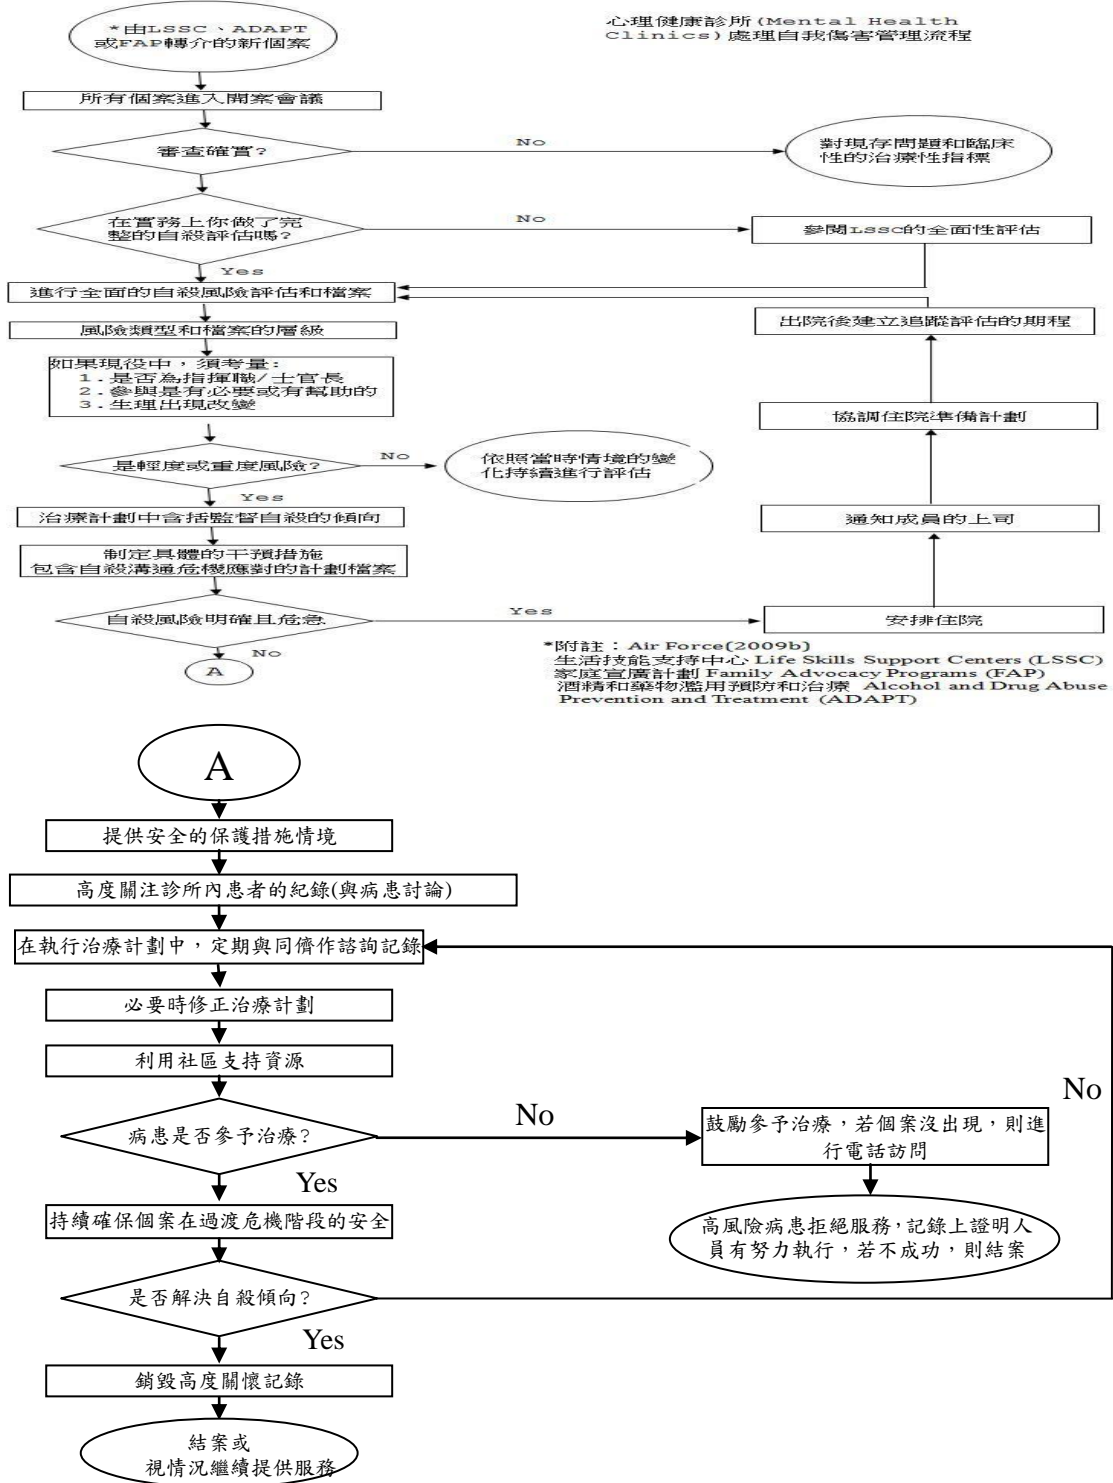 *由LSSC、ADAPT
或FAP轉介的新個案
心理健康診所(Mental Health
Clinics)處理自我傷害管理流程
所有個案進入開案會議
審查確實?
No
對現存問題和臨床
性的治療性指標
在實務上你做了完
整的自殺評估嗎?
No
參閱LSSC的全面性評估
Yes
進行全面的自殺風險評估和檔案
出院後建立追蹤評估的期程
風險類型和檔案的層級
如果現役中，須考量:
1.是否為指揮職/士官長
2.參與是有必要或有幫助的
3.生理出現改變
協調住院準備計劃
是輕度或重度風險?
No
依照當時情境的變
化持續進行評估
Yes
治療計劃中含括監督自殺的傾向
通知成員的上司
制定具體的干預措施
包含自殺溝通危機應對的計劃檔案
自殺風險明確且危急
Yes
安排住院
No
A
*附註：Air Force(2009b)
生活技能支持中心 Life Skills Support Centers (LSSC)
家庭宣廣計劃 Family Advocacy Programs (FAP)
酒精和藥物濫用預防和治療 Alcohol and Drug Abuse
Prevention and Treatment (ADAPT)
A
提供安全的保護措施情境
高度關注診所內患者的紀錄(與病患討論)
在執行治療計劃中，定期與同儕作諮詢記錄
必要時修正治療計劃
利用社區支持資源
No
病患是否參予治療?
No
鼓勵參予治療，若個案沒出現，則進
行電話訪問
Yes
持續確保個案在過渡危機階段的安全
高風險病患拒絕服務，記錄上證明人
員有努力執行，若不成功，則結案
是否解決自殺傾向?
Yes
銷毀高度關懷記錄
結案或
視情況繼續提供服務